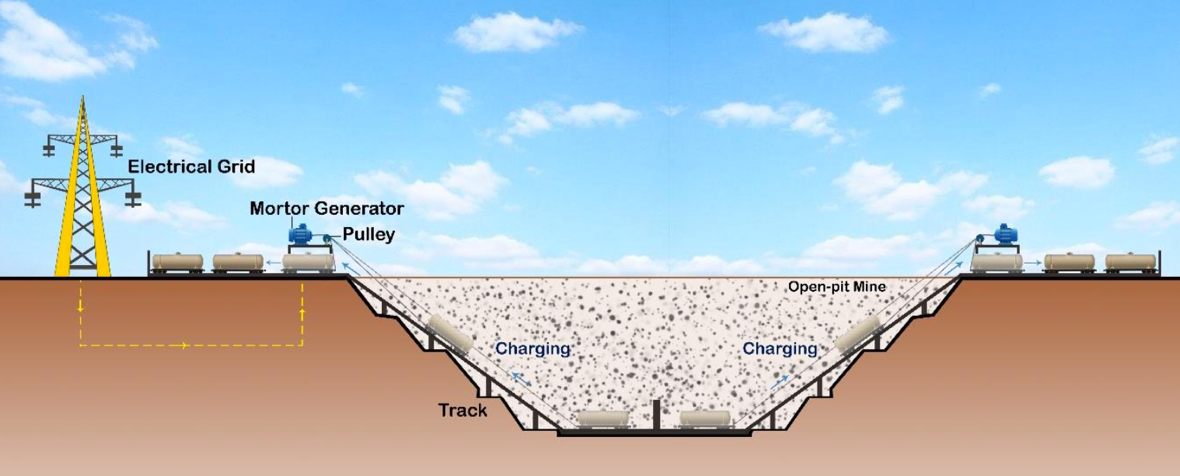 Electrical Grid
Mortor Generator
Pulley
Open-pit Mine
Charging
Charging
Track